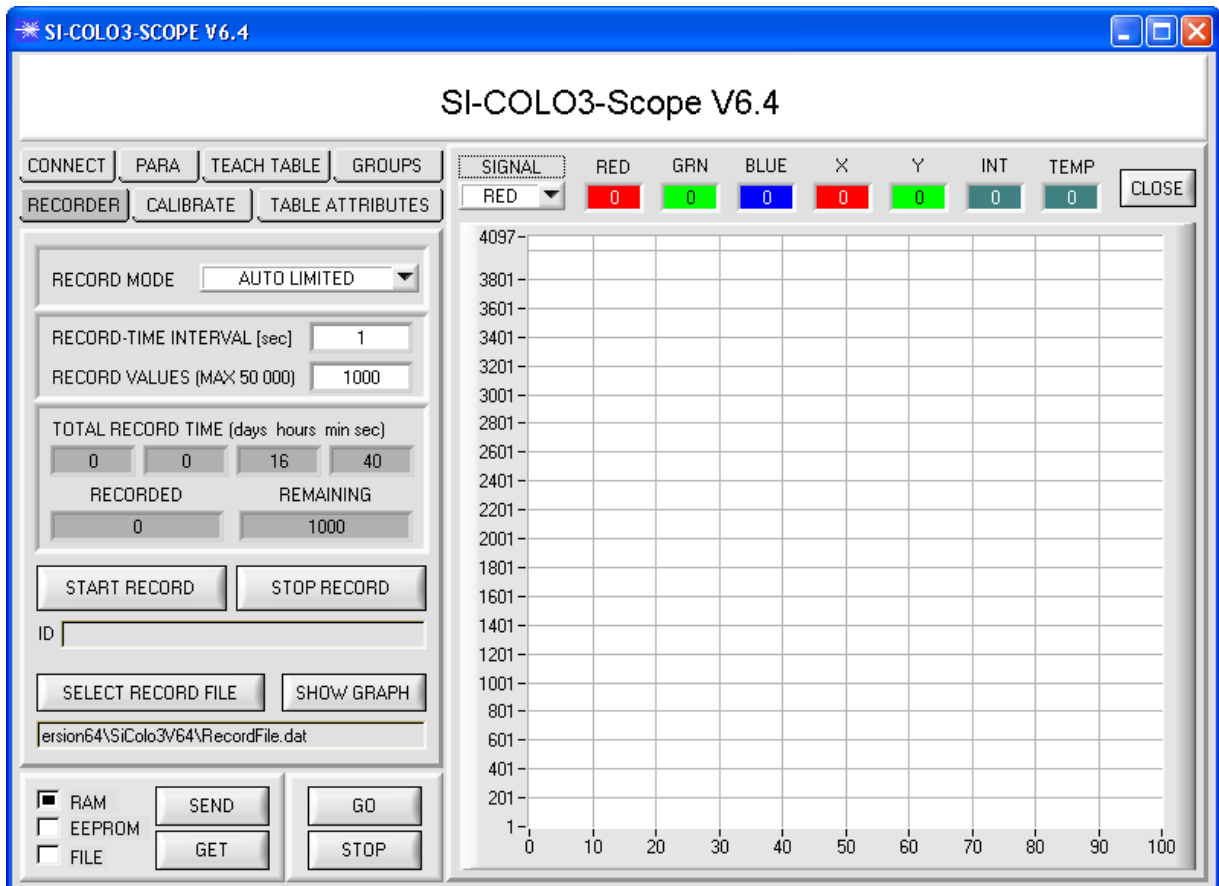 SI-COLO3-SCOPE V6.4
SI-COLO3-Scope V6.4
CONNECT PARA TEACH TABLE GROUPS
RECORDER CALIBRATE TABLE ATTRIBUTES
RECORD MODE AUTO LIMITED
RECORD-TIME INTERVAL [sec] 1
RECORD VALUES (MAX 50 000) 1000
TOTAL RECORD TIME (days hours min sec)
0 0 16 40
RECORDED REMAINING
0 1000
START RECORD STOP RECORD
ID
SELECT RECORD FILE SHOW GRAPH
ersion64\SiColo3V64\RecordFile.dat
RAM
EEPROM
FILE
SEND
GET
GO
STOP
SIGNAL RED GRN BLUE X Y INT TEMP
RED 0 0 0 0 0 0 0
CLOSE
4097
3801
3601
3401
3201
3001
2801
2601
2401
2201
2001
1801
1601
1401
1201
1001
801
601
401
201
1
0 10 20 30 40 50 60 70 80 90 100